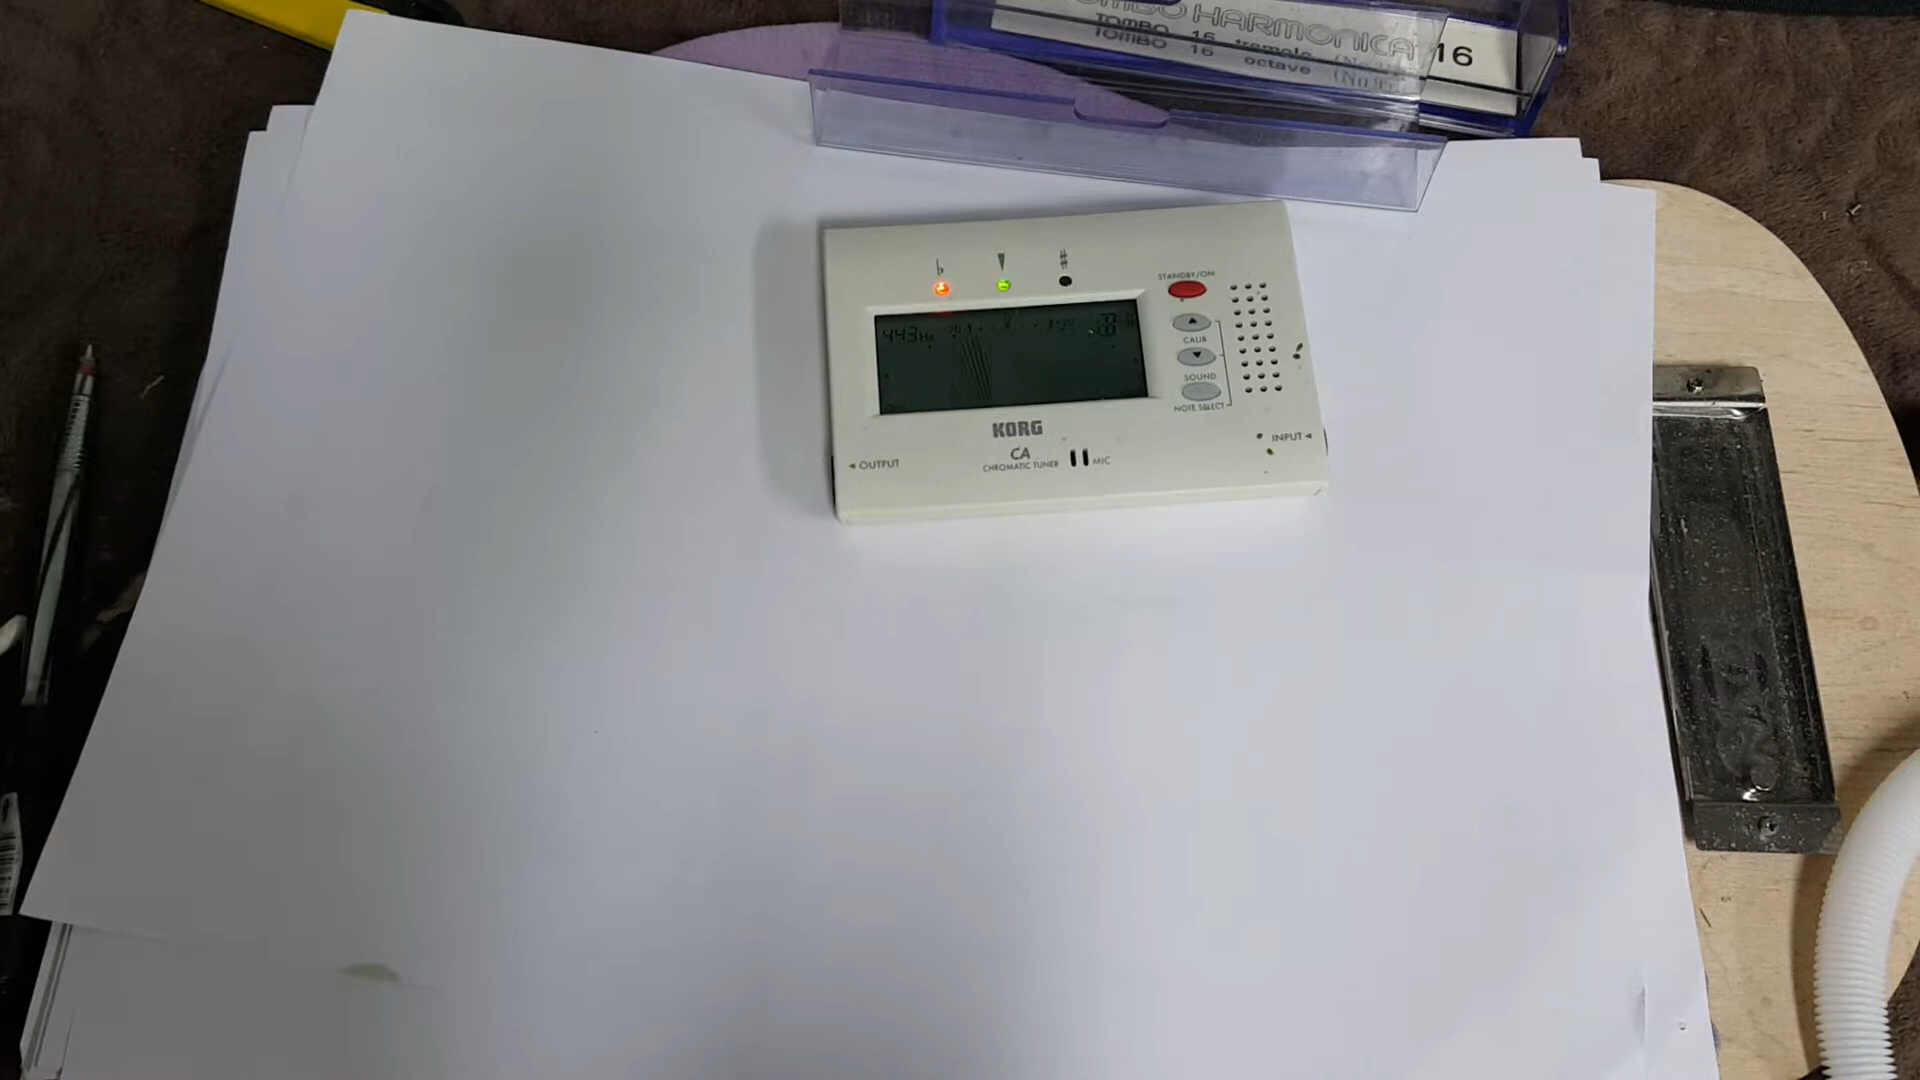 TOMBO HARMONICA 16
TOMBO 16 tremolo
TOMBO 16 octave
♭ ♯
STANDBY/ON
443Hz
CALIB
SOUND
NOTE SELECT
KORG
INPUT
CA
OUTPUT
CHROMATIC TUNER
MIC